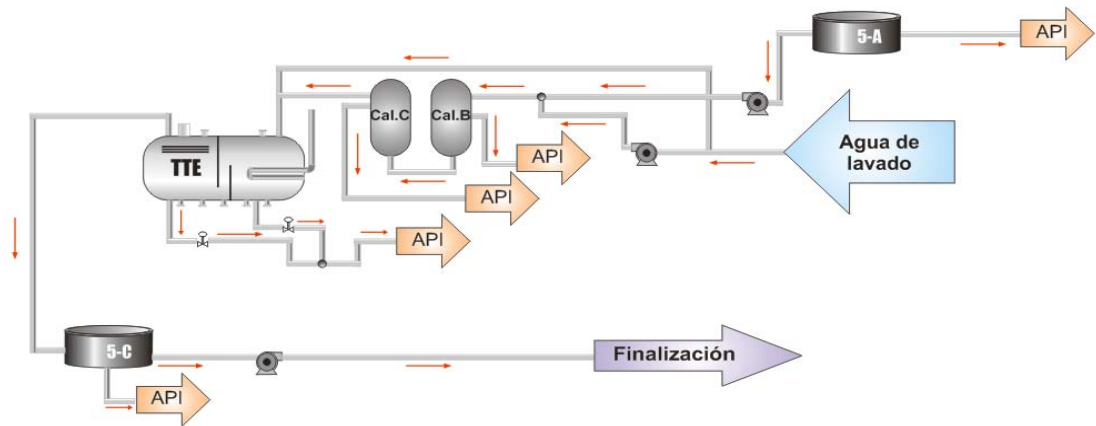 5-A
API
Cal.C
Cal.B
Agua de
lavado
TTE
API
API
API
5-C
Finalización
API